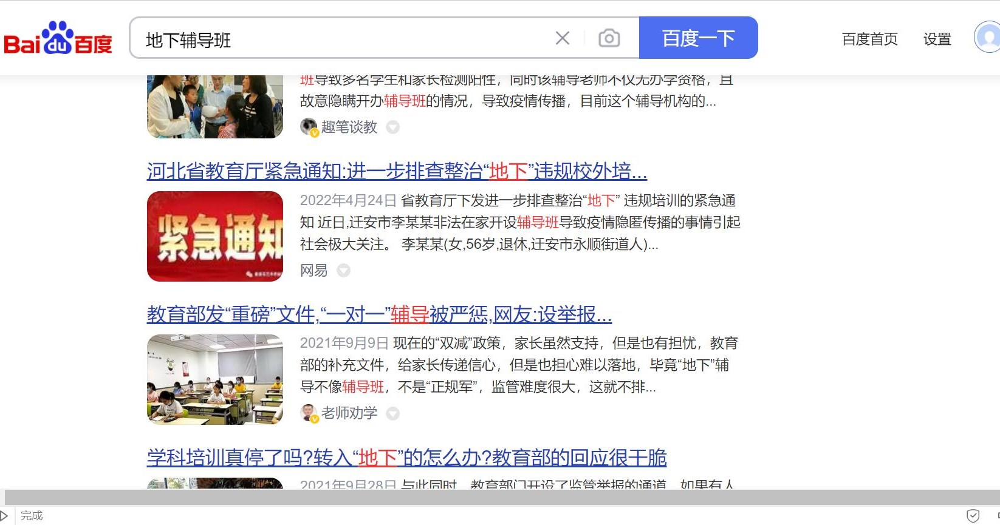 Bai du 百度
地下辅导班
百度一下
百度首页
设置
班导致多名学生和家长检测阳性，同时该辅导老师不仅无办学资格，且
故意隐瞒开办辅导班的情况，导致疫情传播，目前这个辅导机构的...
趣笔谈教
河北省教育厅紧急通知:进一步排查整治“地下”违规校外培...
紧急通知
2022年4月24日 省教育厅下发进一步排查整治“地下” 违规培训的紧急通
知 近日,迁安市李某某非法在家开设辅导班导致疫情隐匿传播的事情引起
社会极大关注。 李某某(女,56岁,退休,迁安市永顺街道人)...
网易
教育部发“重磅”文件,“一对一”辅导被严惩,网友:设举报...
2021年9月9日 现在的“双减”政策，家长虽然支持，但是也有担忧，教育
部的补充文件，给家长传递信心，但是也担心难以落地，毕竟“地下”辅
导不像辅导班，不是“正规军”，监管难度很大，这就不排...
老师劝学
学科培训真停了吗?转入“地下”的怎么办?教育部的回应很干脆
2021年9月28日 与此同时，教育部门开设了监管举报的通道，如果有人
完成